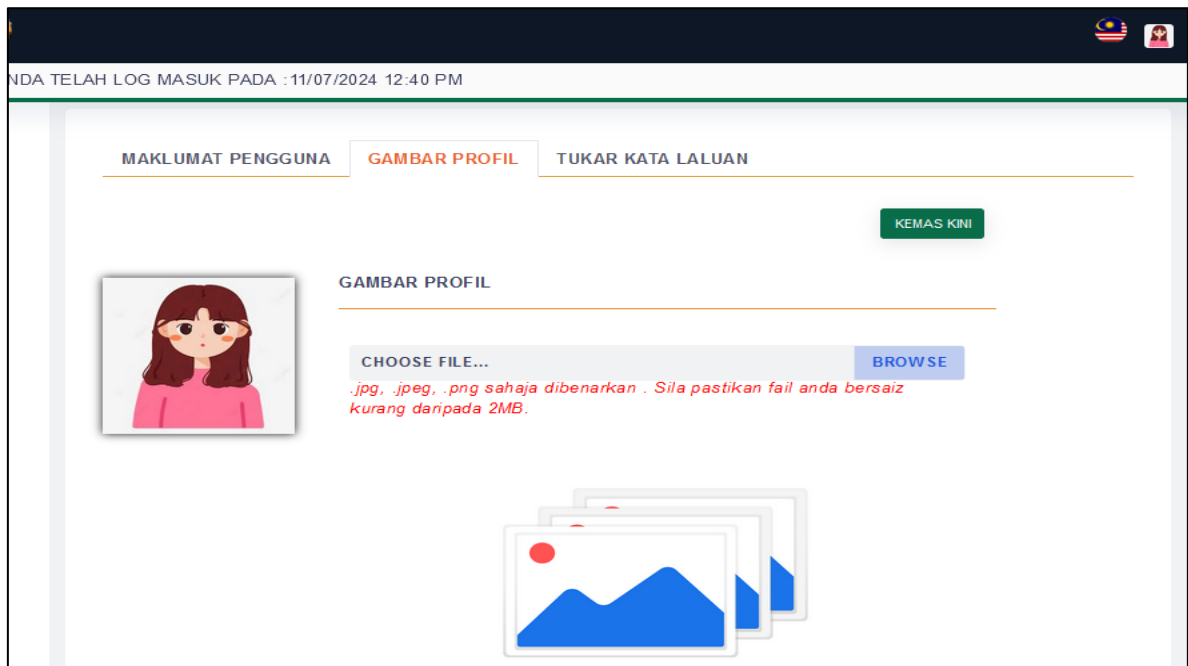 NDA TELAH LOG MASUK PADA :11/07/2024 12:40 PM
MAKLUMAT PENGGUNA GAMBAR PROFIL TUKAR KATA LALUAN
KEMAS KINI
GAMBAR PROFIL
CHOOSE FILE... BROWSE
.jpg, .jpeg, .png sahaja dibenarkan . Sila pastikan fail anda bersaiz
kurang daripada 2MB.